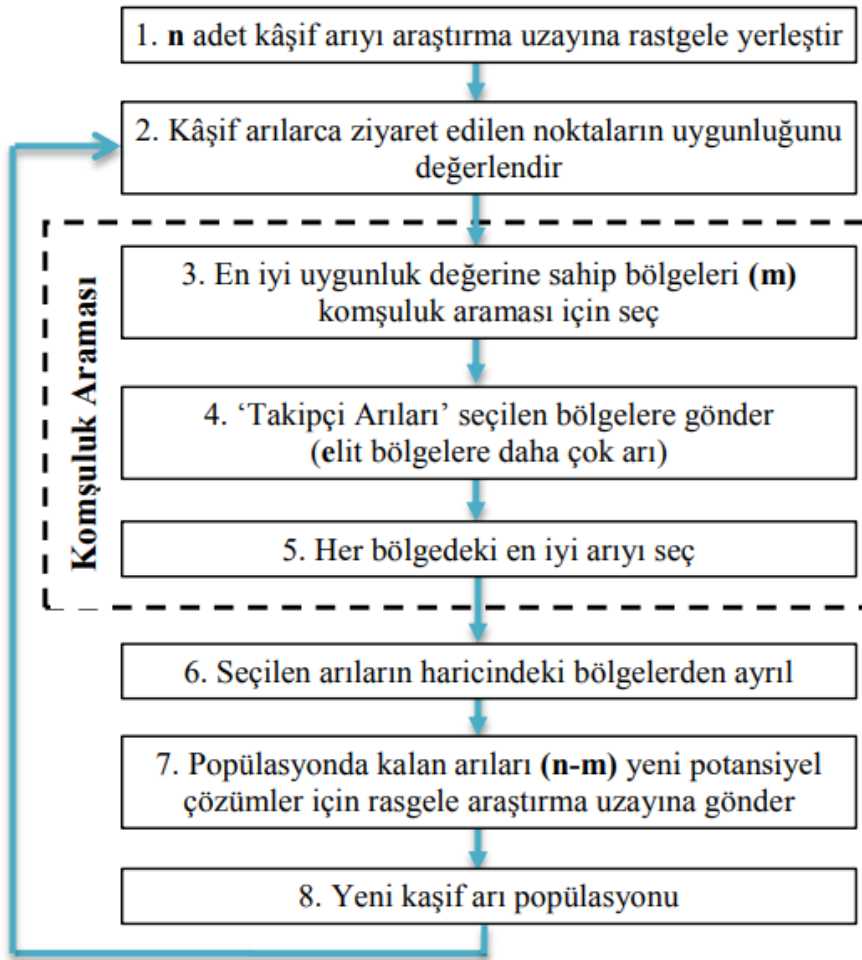 1. n adet kâşif arıyı araştırma uzayına rastgele yerleştir
2. Kâşif arılarca ziyaret edilen noktaların uygunluğunu
değerlendir
Komşuluk Araması
3. En iyi uygunluk değerine sahip bölgeleri (m)
komşuluk araması için seç
4. ‘Takipçi Arıları’ seçilen bölgelere gönder
(elit bölgelere daha çok arı)
5. Her bölgedeki en iyi arıyı seç
6. Seçilen arıların haricindeki bölgelerden ayrıl
7. Popülasyonda kalan arıları (n-m) yeni potansiyel
çözümler için rasgele araştırma uzayına gönder
8. Yeni kaşif arı popülasyonu